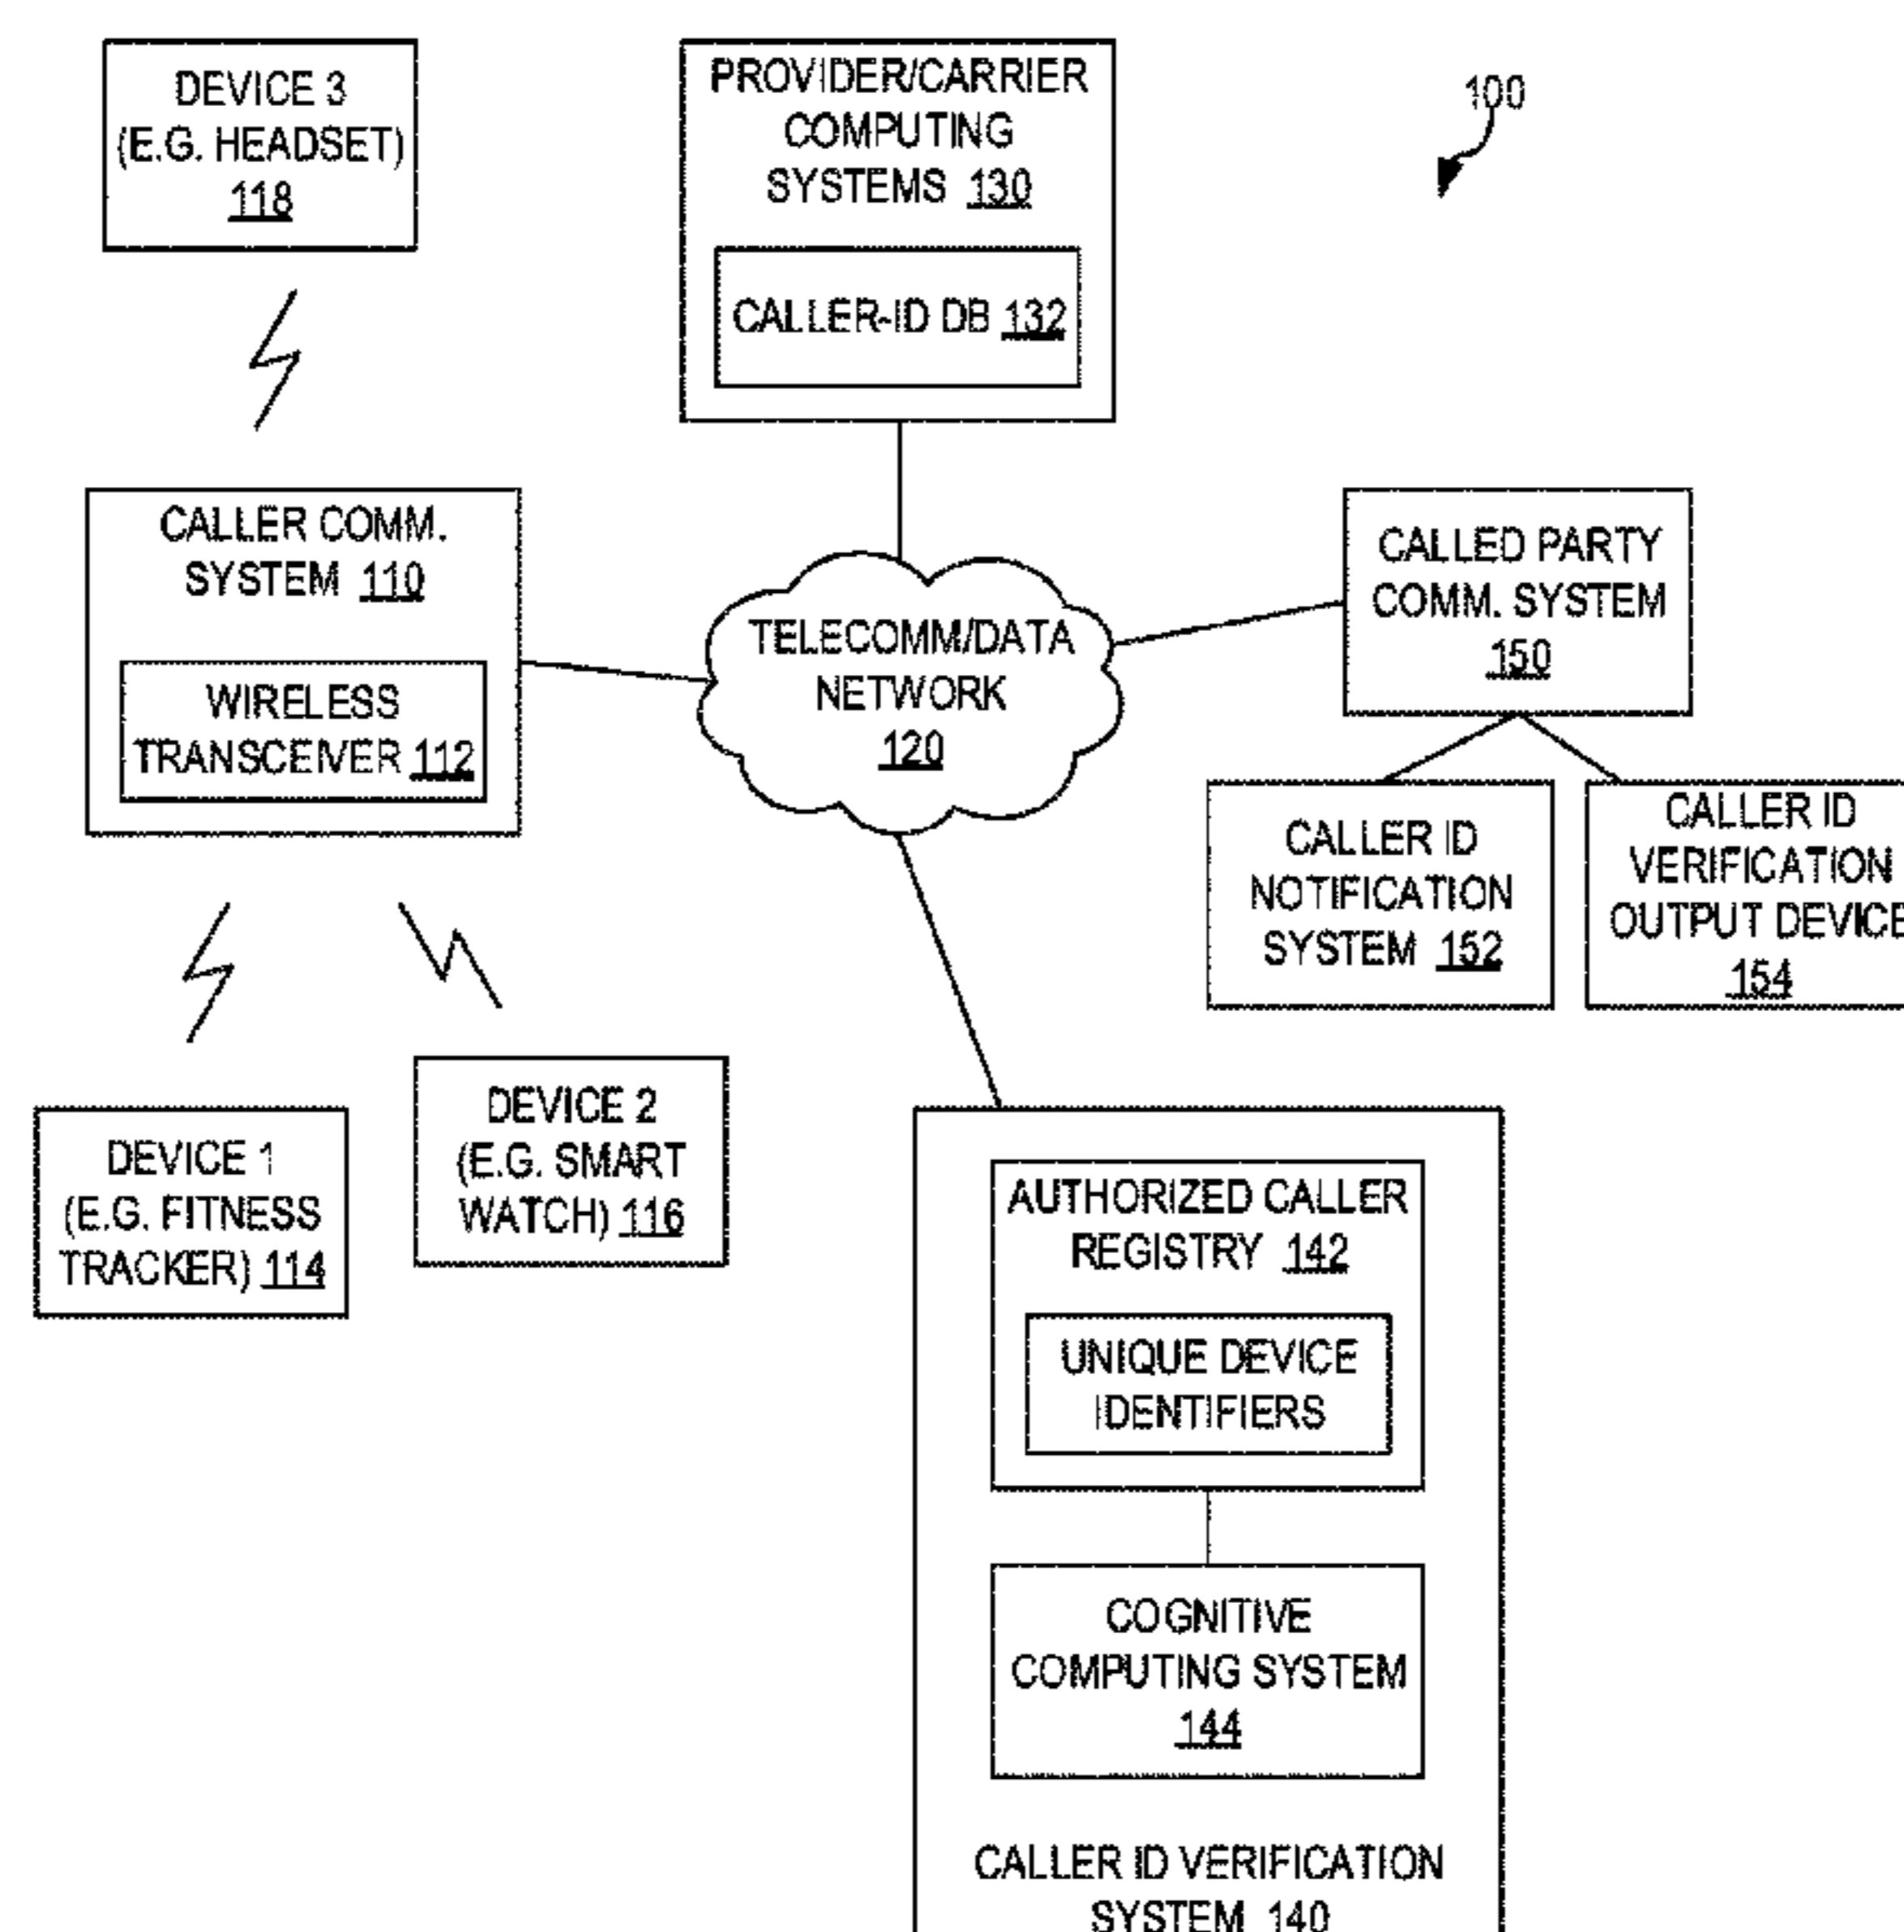 DEVICE 3
(E.G. HEADSET)
118
PROVIDER/CARRIER
COMPUTING
SYSTEMS 130
CALLER-ID DB 132
100
CALLER COMM.
SYSTEM 110
WIRELESS
TRANSCEIVER 112
TELECOMM/DATA
NETWORK
120
CALLED PARTY
COMM. SYSTEM
150
CALLER ID
NOTIFICATION
SYSTEM 152
CALLER ID
VERIFICATION
OUTPUT DEVICE
154
DEVICE 1
(E.G. FITNESS
TRACKER) 114
DEVICE 2
(E.G. SMART
WATCH) 116
AUTHORIZED CALLER
REGISTRY 142
UNIQUE DEVICE
IDENTIFIERS
COGNITIVE
COMPUTING SYSTEM
144
CALLER ID VERIFICATION
SYSTEM 140